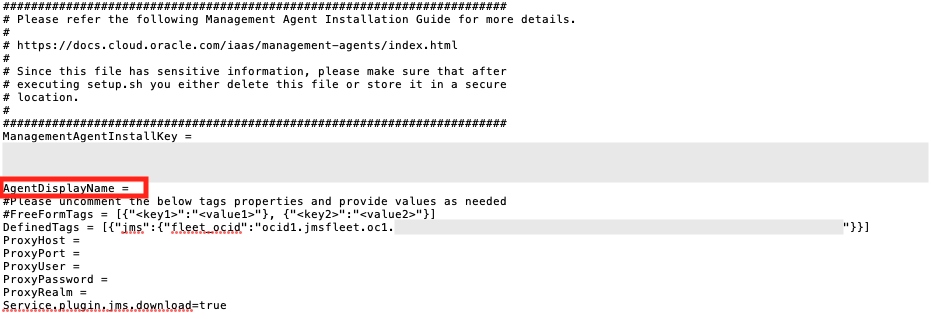 ########################################################################
# Please refer the following Management Agent Installation Guide for more details.
#
# https://docs.cloud.oracle.com/iaas/management-agents/index.html
#
# Since this file has sensitive information, please make sure that after
# executing setup.sh you either delete this file or store it in a secure
# location.
#
########################################################################
ManagementAgentInstallKey =
AgentDisplayName =
#Please uncomment the below tags properties and provide values as needed
#FreeFormTags = [{"<key1>":"<value1>"}, {"<key2>":"<value2>"}]
DefinedTags = [{"jms":{"fleet_ocid":"ocid1.jmsfleet.oc1. "}}]
ProxyHost =
ProxyPort =
ProxyUser =
ProxyPassword =
ProxyRealm =
Service.plugin.jms.download=true